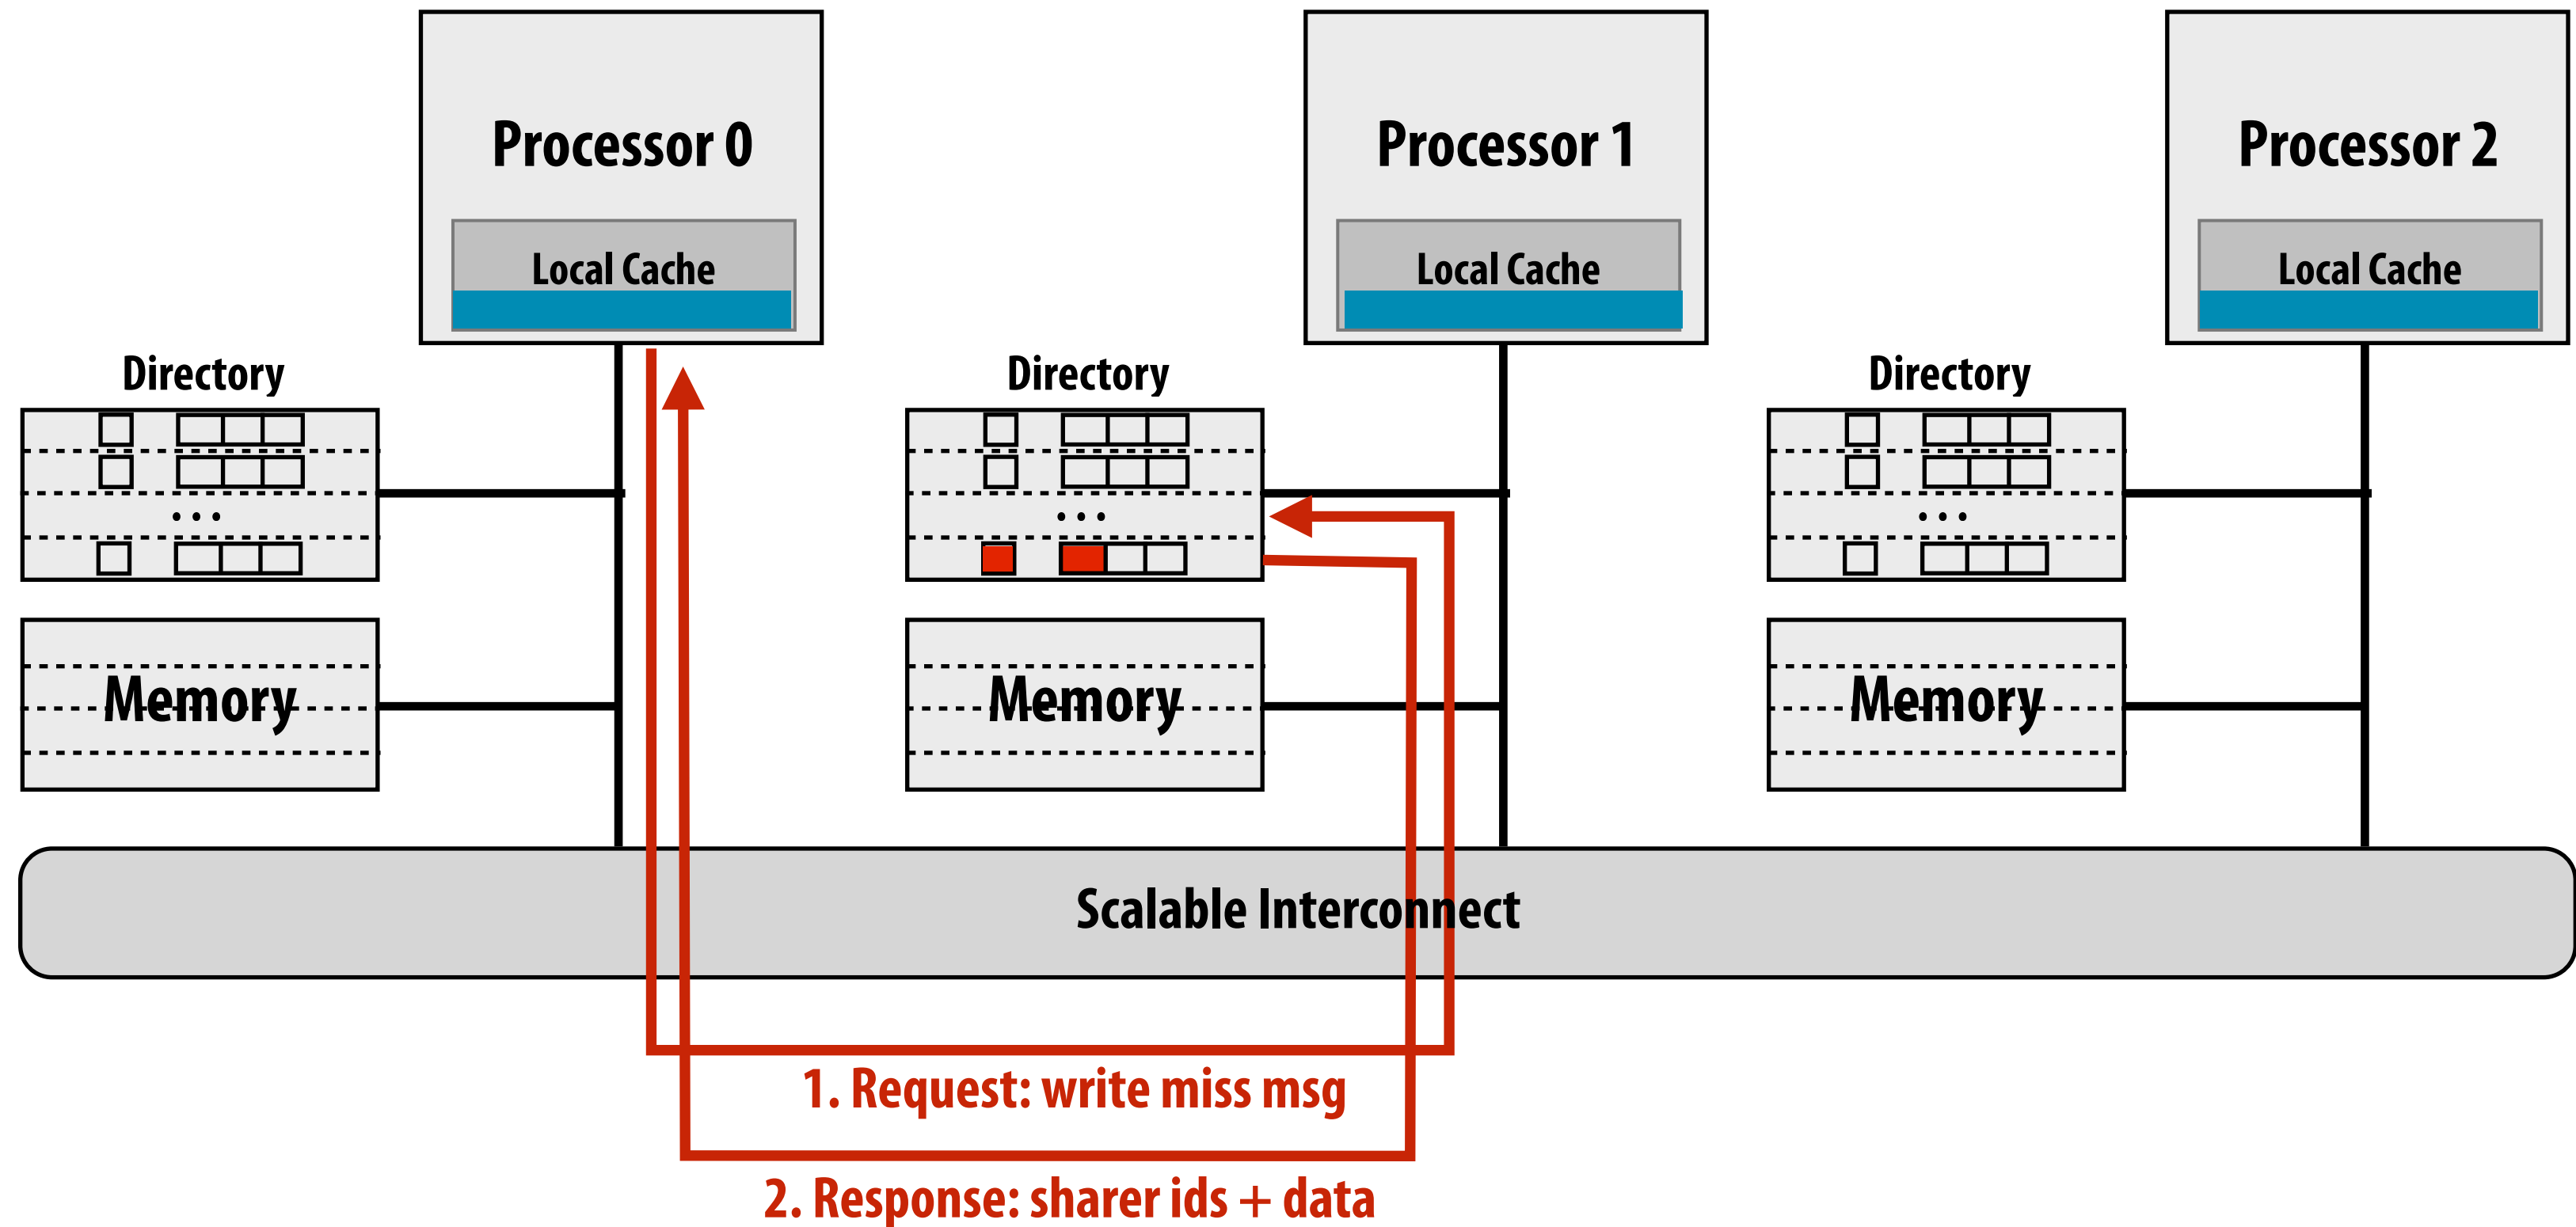 Processor 0
Processor 1
Processor 2
Local Cache
Local Cache
Local Cache
Directory
Directory
Directory
• • •
• • •
• • •
Memory
Memory
Memory
Scalable Interconnect
1. Request: write miss msg
2. Response: sharer ids + data